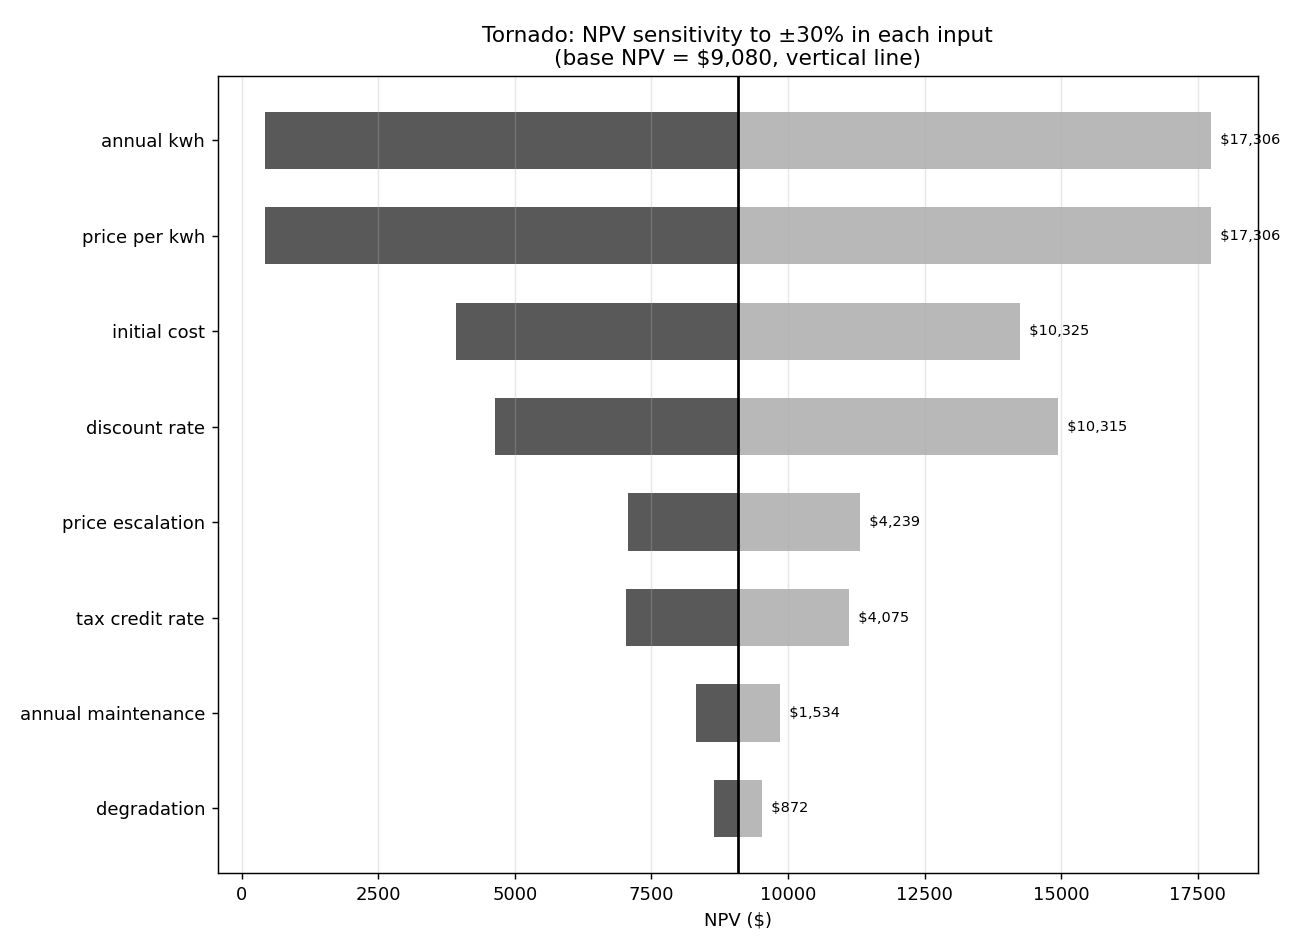 Tornado: NPV sensitivity to ±30% in each input
(base NPV = $9,080, vertical line)
annual kwh
$17,306
price per kwh
$17,306
initial cost
$10,325
discount rate
$10,315
price escalation
$4,239
tax credit rate
$4,075
annual maintenance
$1,534
degradation
$872
0 2500 5000 7500 10000 12500 15000 17500
NPV ($)